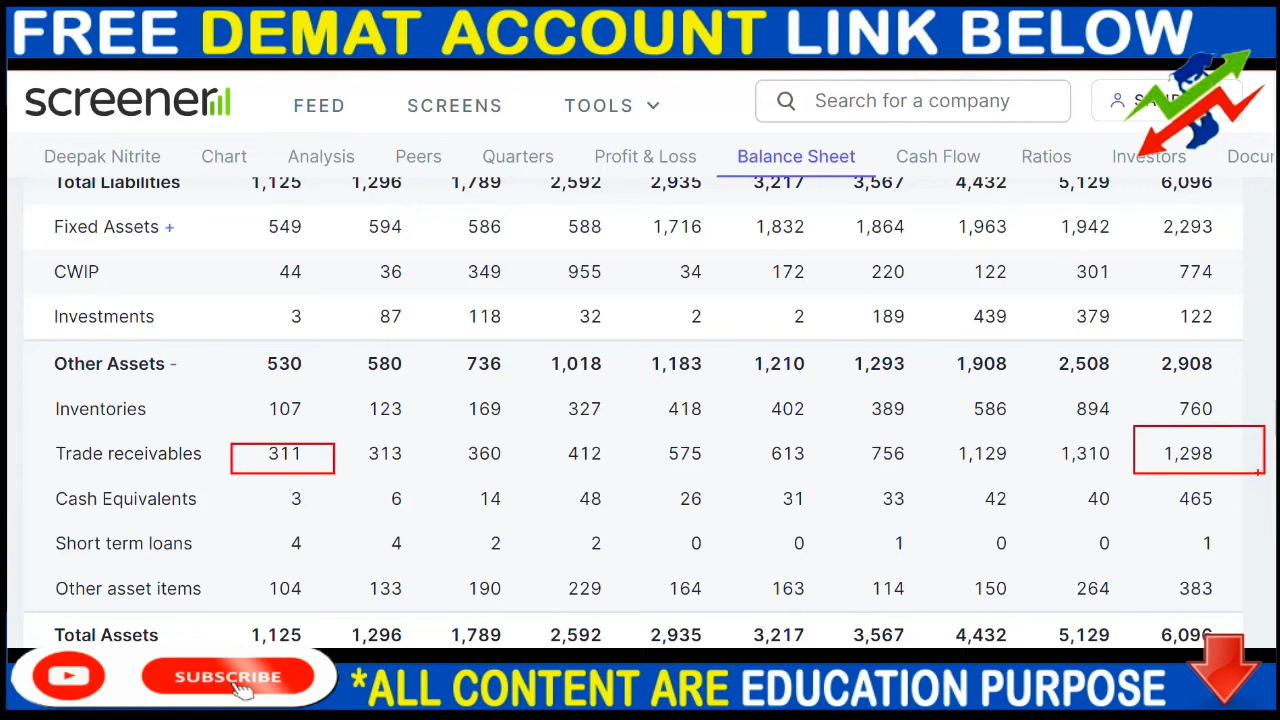 FREE DEMAT ACCOUNT LINK BELOW
screener
FEED SCREENS TOOLS
Search for a company
Deepak Nitrite Chart Analysis Peers Quarters Profit & Loss Balance Sheet Cash Flow Ratios Investors Docum
Total Liabilities 1,125 1,296 1,789 2,592 2,935 3,217 3,567 4,432 5,129 6,096
Fixed Assets + 549 594 586 588 1,716 1,832 1,864 1,963 1,942 2,293
CWIP 44 36 349 955 34 172 220 122 301 774
Investments 3 87 118 32 2 2 189 439 379 122
Other Assets - 530 580 736 1,018 1,183 1,210 1,293 1,908 2,508 2,908
Inventories 107 123 169 327 418 402 389 586 894 760
Trade receivables 311 313 360 412 575 613 756 1,129 1,310 1,298
Cash Equivalents 3 6 14 48 26 31 33 42 40 465
Short term loans 4 4 2 2 0 0 1 0 0 1
Other asset items 104 133 190 229 164 163 114 150 264 383
Total Assets 1,125 1,296 1,789 2,592 2,935 3,217 3,567 4,432 5,129 6,096
SUBSCRIBE
*ALL CONTENT ARE EDUCATION PURPOSE